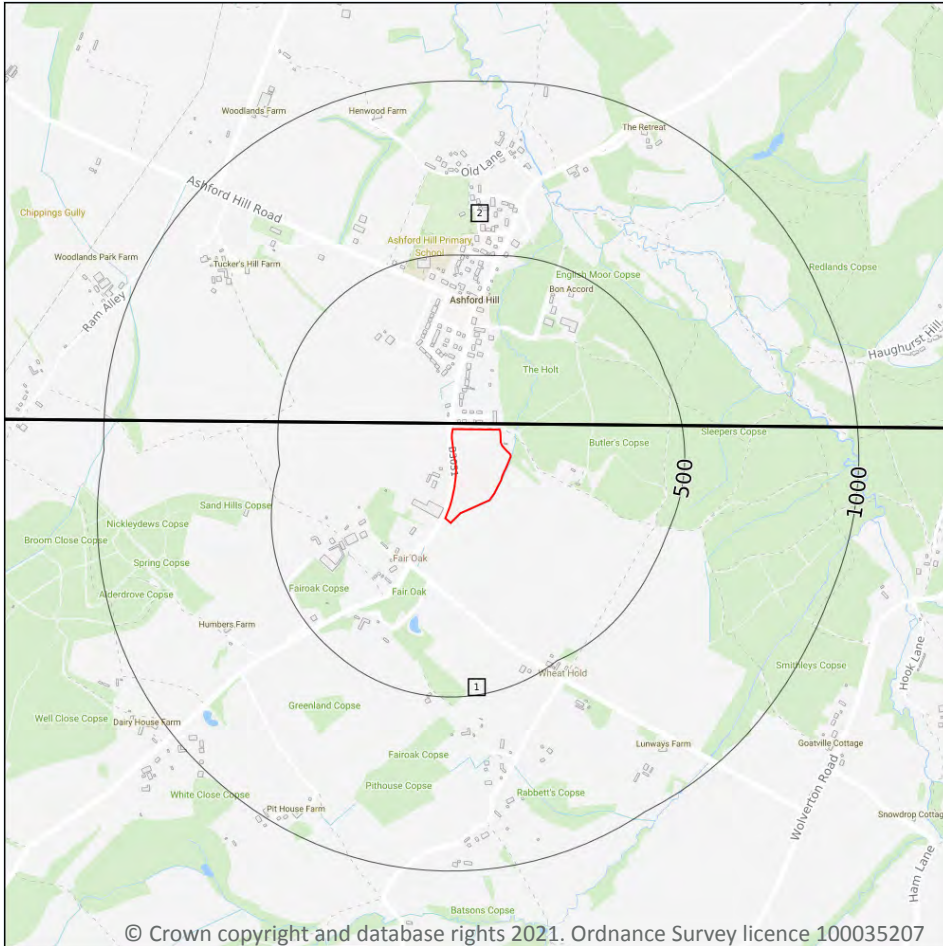 Woodlands Farm
Henwood Farm
The Retreat
Old Lane
Ashford Hill Road
Chippings Gully
2
Ashford Hill Primary
School
Woodlands Park Farm
Tucker's Hill Farm
English Moor Copse
Redlands Copse
Bon Accord
Ram Alley
Ashford Hill
Haughurst Hill
The Holt
Butler's Copse
Sleepers Copse
B3051
500
1000
Sand Hills Copse
Nickleydews Copse
Broom Close Copse
Spring Copse
Fair Oak
Fairoak Copse
Fair Oak
Alderdrove Copse
Humbers Farm
Hook Lane
Smithleys Copse
Wheat Hold
1
Greenland Copse
Well Close Copse
Dairy House Farm
Lunways Farm
Goatville Cottage
Fairoak Copse
Wolverton Road
Pithouse Copse
Rabbett's Copse
White Close Copse
Pit House Farm
Snowdrop Cottag
Ham Lane
Batsons Copse
© Crown copyright and database rights 2021. Ordnance Survey licence 100035207